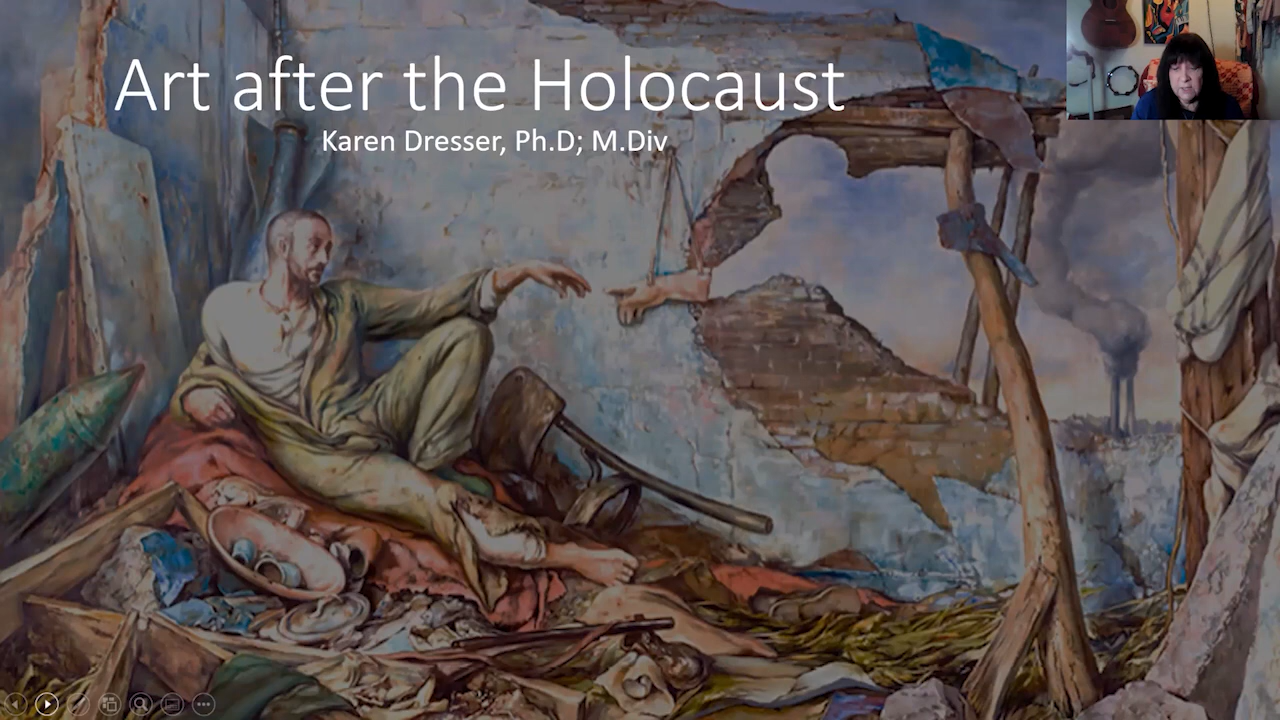 Art after the Holocaust
Karen Dresser, Ph.D; M.Div